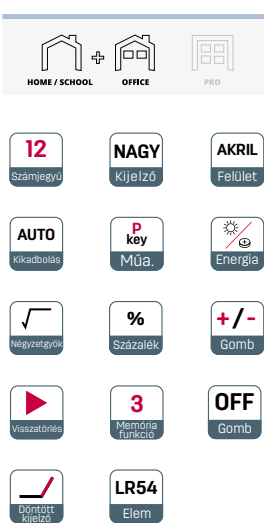 HOME / SCHOOL + OFFICE PRO
12 NAGY AKRIL
Számjegyű Kijelző Felület
AUTO P key
Kikadbolás Műa. Energia
√ % +/-
Négyzetgyök Százalék Gomb
3 OFF
Visszatörlés Memória funkció Gomb
LR54
Döntött kijelző Elem